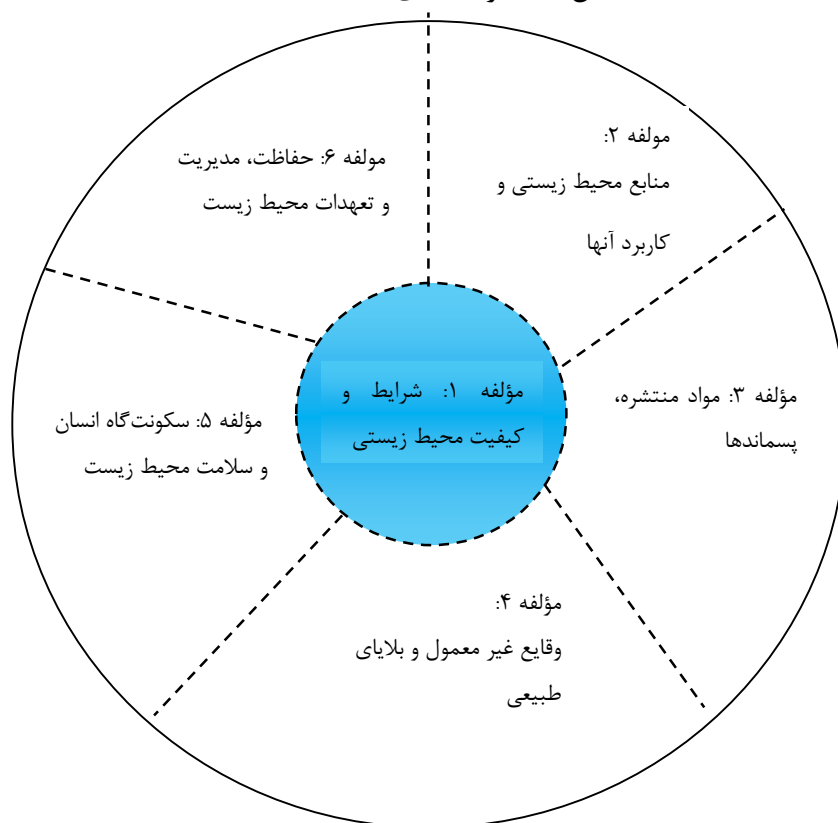 مؤلفه ۱: شرایط و
کیفیت محیط زیستی
مولفه ۲:
منابع محیط زیستی و
کاربرد آنها
مؤلفه ۳: مواد منتشره،
پسماندها
مؤلفه ۴:
وقایع غیر معمول و بلایای
طبیعی
مؤلفه ۵: سکونت‌گاه انسان
و سلامت محیط زیست
مولفه ۶: حفاظت، مدیریت
و تعهدات محیط زیست